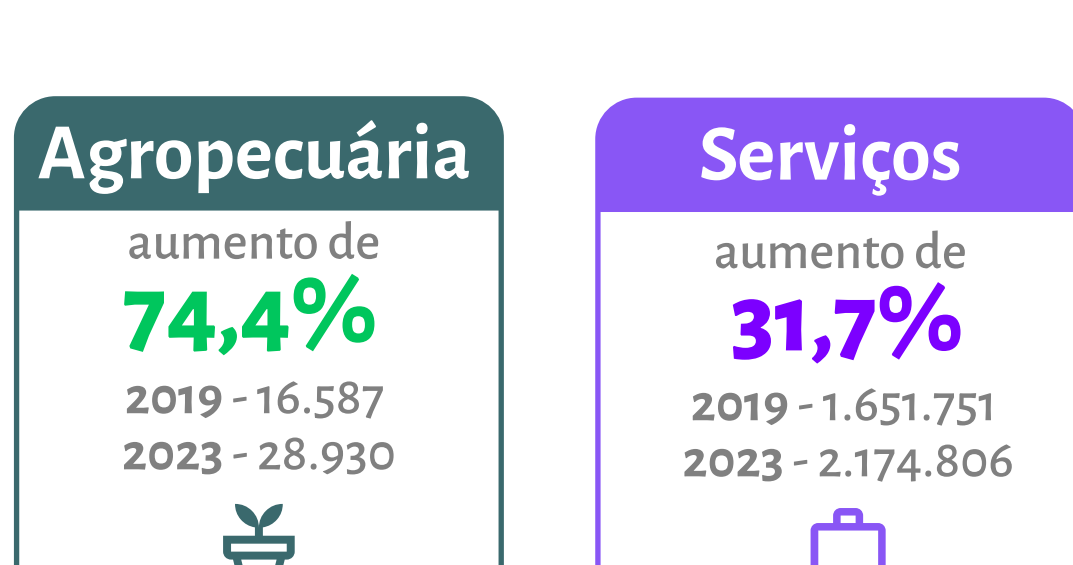 Agropecuária
aumento de
74,4%
2019 - 16.587
2023 - 28.930
Serviços
aumento de
31,7%
2019 - 1.651.751
2023 - 2.174.806